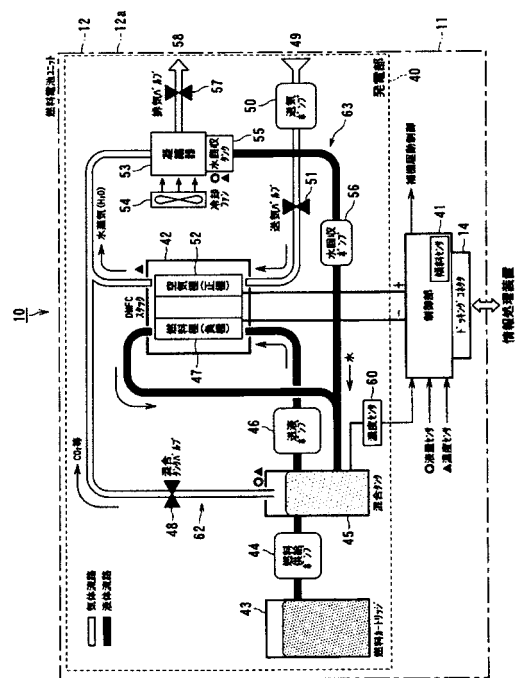 10
燃料電池ユニット
12
12a
気体流路
液体流路
CO₂等
水蒸気(H₂O)
62
48
混合タンクバルブ
54
冷却ファン
53
凝縮器
排気バルブ
57
58
水回収タンク
55
42
DMFCスタック
47
燃料極(負極)
空気極(正極)
52
送気バルブ
51
50
送気ポンプ
49
63
水回収ポンプ
56
水
43
燃料カートリッジ
44
燃料供給ポンプ
45
混合タンク
46
送液ポンプ
60
濃度センサ
発電部
40
11
○液量センサ
▲温度センサ
-
+
制御部
傾斜センサ
41
ドッキングコネクタ
14
補機駆動制御
情報処理装置